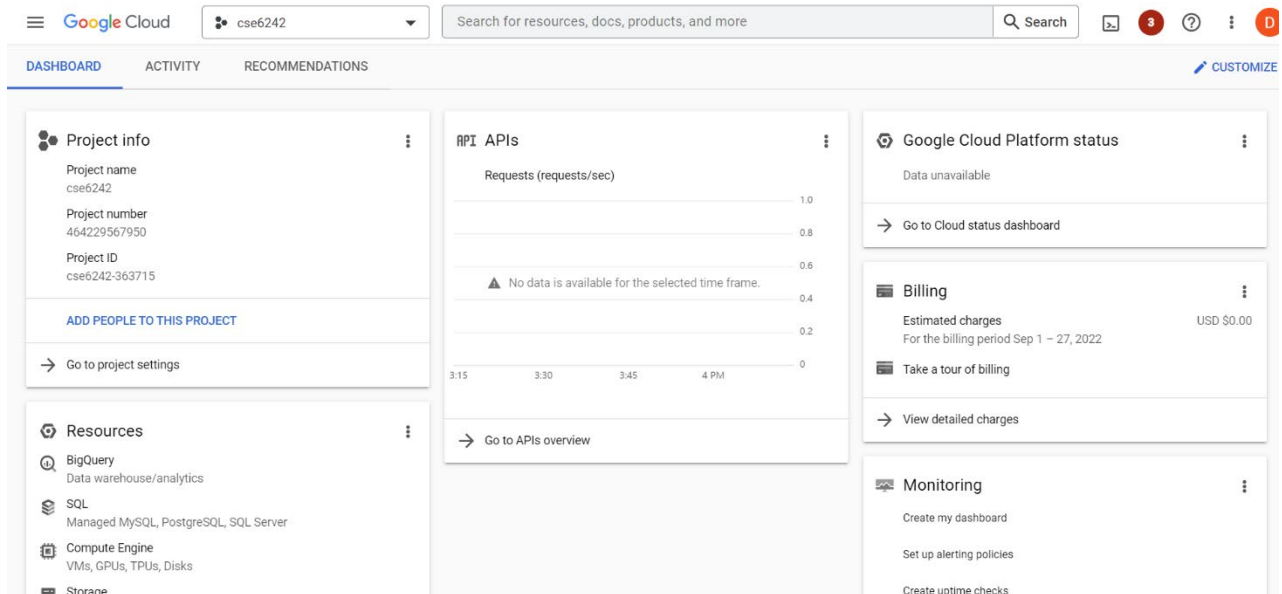 Google Cloud
cse6242
Search for resources, docs, products, and more
Search
3
D
DASHBOARD
ACTIVITY
RECOMMENDATIONS
CUSTOMIZE
Project info
Project name
cse6242
Project number
464229567950
Project ID
cse6242-363715
ADD PEOPLE TO THIS PROJECT
Go to project settings
Resources
BigQuery
Data warehouse/analytics
SQL
Managed MySQL, PostgreSQL, SQL Server
Compute Engine
VMs, GPUs, TPUs, Disks
Storage
API APIs
Requests (requests/sec)
1.0
0.8
0.6
No data is available for the selected time frame.
0.4
0.2
0
3:15 3:30 3:45 4 PM
Go to APIs overview
Google Cloud Platform status
Data unavailable
Go to Cloud status dashboard
Billing
Estimated charges USD $0.00
For the billing period Sep 1 – 27, 2022
Take a tour of billing
View detailed charges
Monitoring
Create my dashboard
Set up alerting policies
Create uptime checks